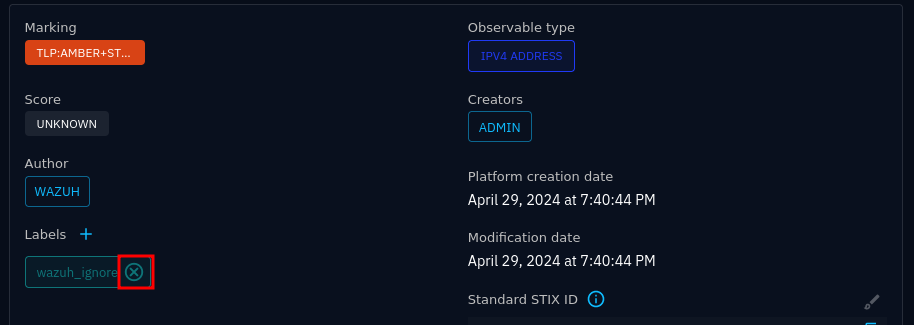 Marking
TLP:AMBER+ST...
Score
UNKNOWN
Author
WAZUH
Labels +
wazuh_ignore
Observable type
IPV4 ADDRESS
Creators
ADMIN
Platform creation date
April 29, 2024 at 7:40:44 PM
Modification date
April 29, 2024 at 7:40:44 PM
Standard STIX ID